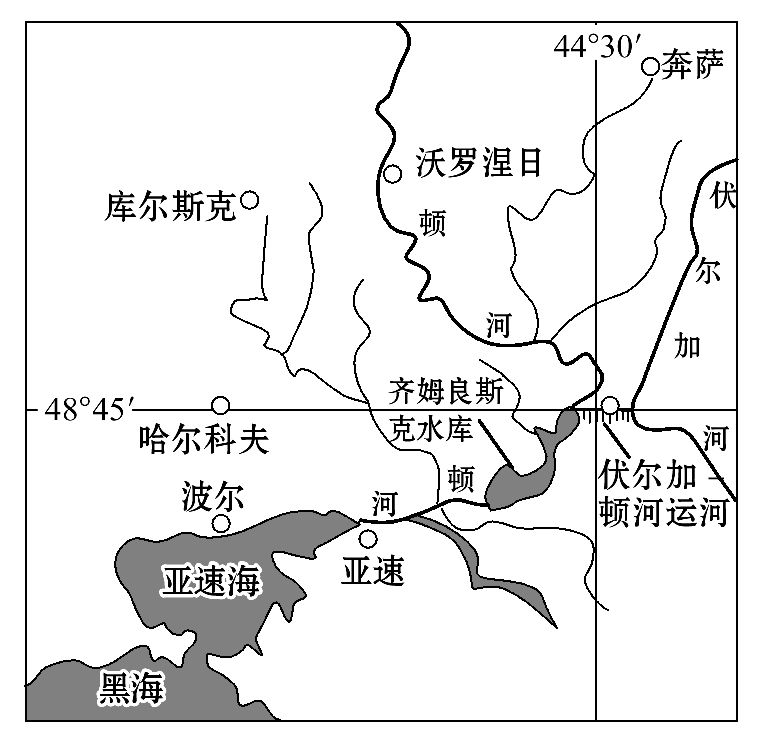 44°30′
奔萨
沃罗涅日
伏
尔
加
河
库尔斯克
顿
河
齐姆良斯
克水库
48°45′
哈尔科夫
伏尔加－
顿河运河
波尔
河
顿
亚速
亚速海
黑海